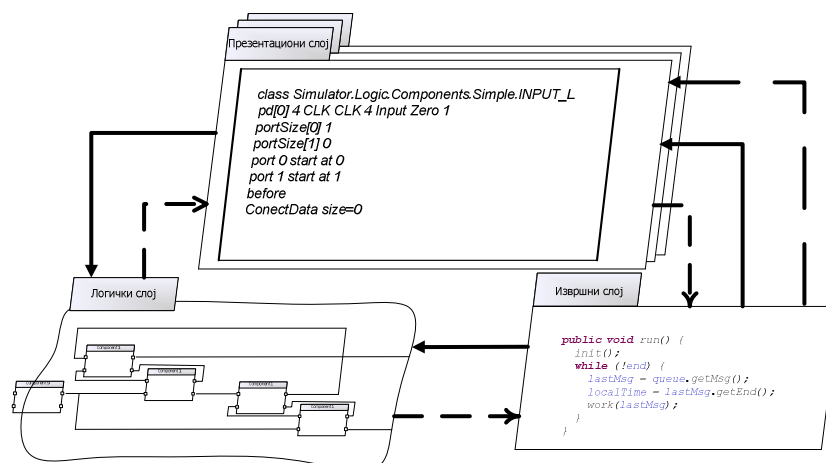 Презентациони слој
class Simulator.Logic.Components.Simple.INPUT_L
pd[0] 4 CLK CLK 4 Input Zero 1
portSize[0] 1
portSize[1] 0
port 0 start at 0
port 1 start at 1
before
ConectData size=0
Логички слој
Извршни слој
public void run() {
init();
while (!end) {
lastMsg = queue.getMsg();
localTime = lastMsg.getEnd();
work(lastMsg);
}
}